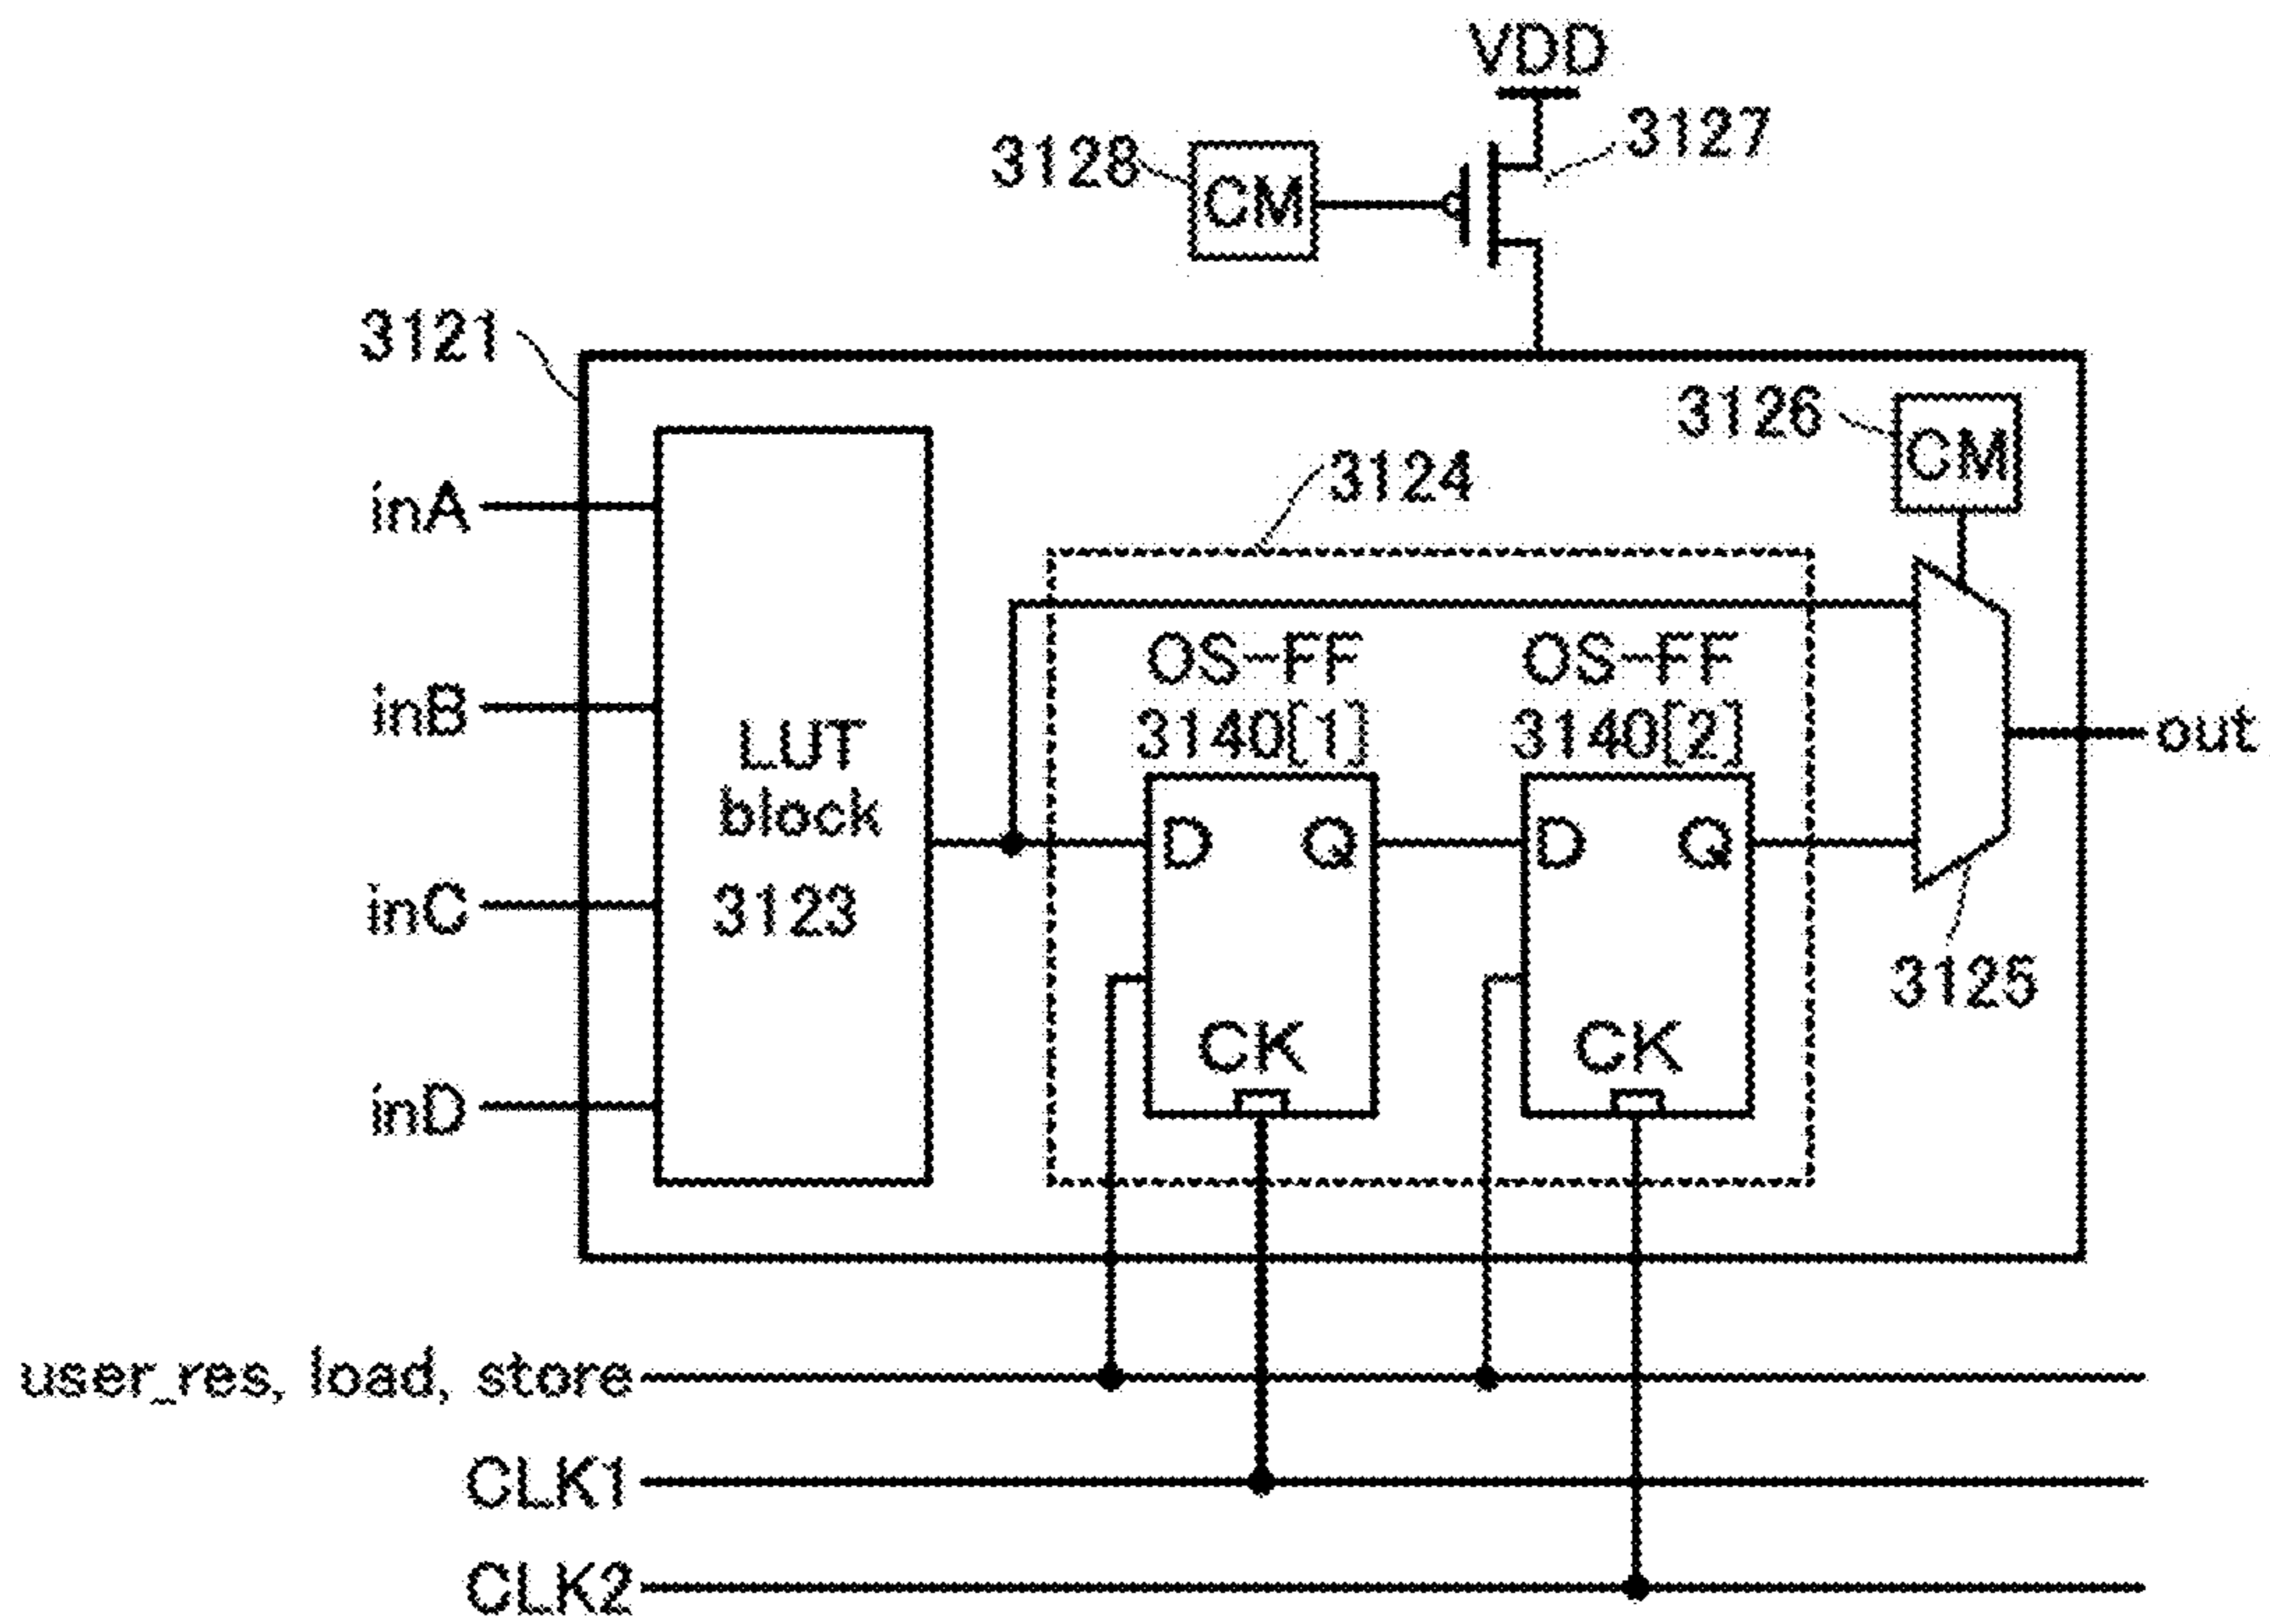 VDD
3128
CM
3127
3121
3126
CM
3124
inA
inB
inC
inD
LUT
block
3123
OS-FF
3140[1]
D
Q
CK
OS-FF
3140[2]
D
Q
CK
out
3125
user_res, load, store
CLK1
CLK2